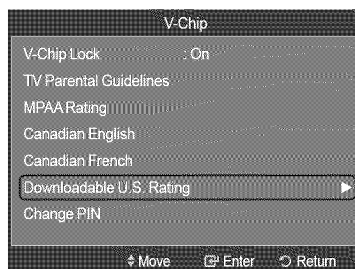 V-Chip
V-Chip Lock : On
TV Parental Guidelines
MPAA Rating
Canadian English
Canadian French
Downloadable U.S. Rating
Change PIN
Move Enter Return